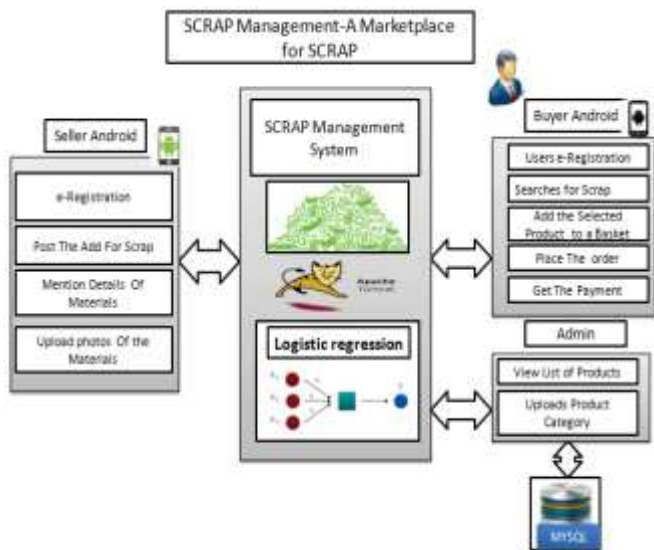 SCRAP Management-A Marketplace
for SCRAP
Seller Android
e-Registration
Post The Add For Scrap
Mention Details Of
Materials
Upload photos Of the
Materials
SCRAP Management
System
Apache
Tomcat
Logistic regression
Buyer Android
Users e-Registration
Searches for Scrap
Add the Selected
Product to a Basket
Place The order
Get The Payment
Admin
View List of Products
Uploads Product
Category
MYSQL